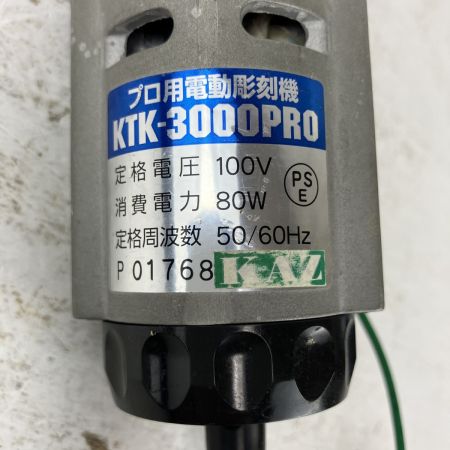 プロ用電動彫刻機
KTK-3000PRO
定格電圧 100V
消費電力 80W
定格周波数 50/60Hz
PS E
P 01768 KAZ